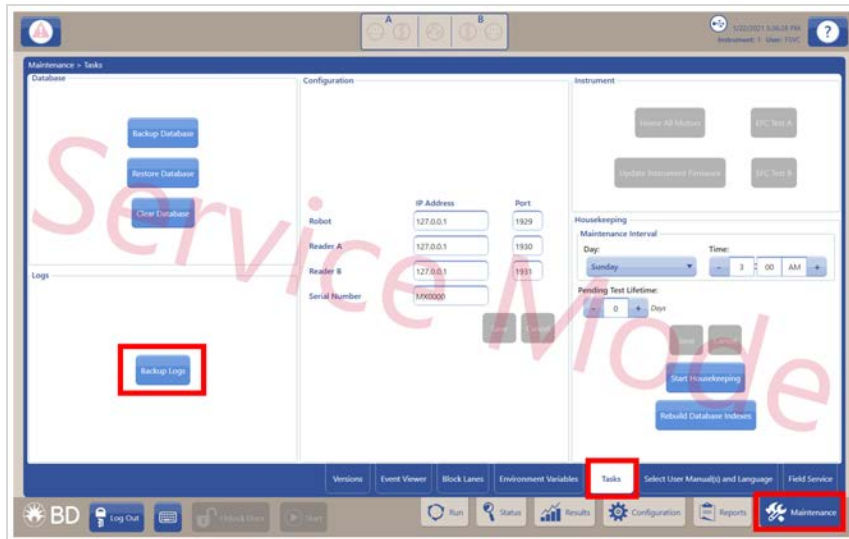 A
B
1/22/2021 6:06:28 PM
Instrument: 1 User: TSVC
?
Maintenance > Tasks
Database
Backup Database
Restore Database
Clear Database
Logs
Backup Logs
Configuration
IP Address Port
Robot 127.0.0.1 1929
Reader A 127.0.0.1 1930
Reader B 127.0.0.1 1931
Serial Number MX0000
Save Cancel
Instrument
Home All Motors EFC Test A
Update Instrument Firmware EFC Test B
Housekeeping
Maintenance Interval
Day: Time:
Sunday - 3 : 00 AM +
Pending Test Lifetime:
- 0 + Days
Save Cancel
Start Housekeeping
Rebuild Database Indexes
Service Mode
Versions Event Viewer Block Lanes Environment Variables Tasks Select User Manual(s) and Language Field Service
BD Log Out Unlock Door Start Run Status Results Configuration Reports Maintenance